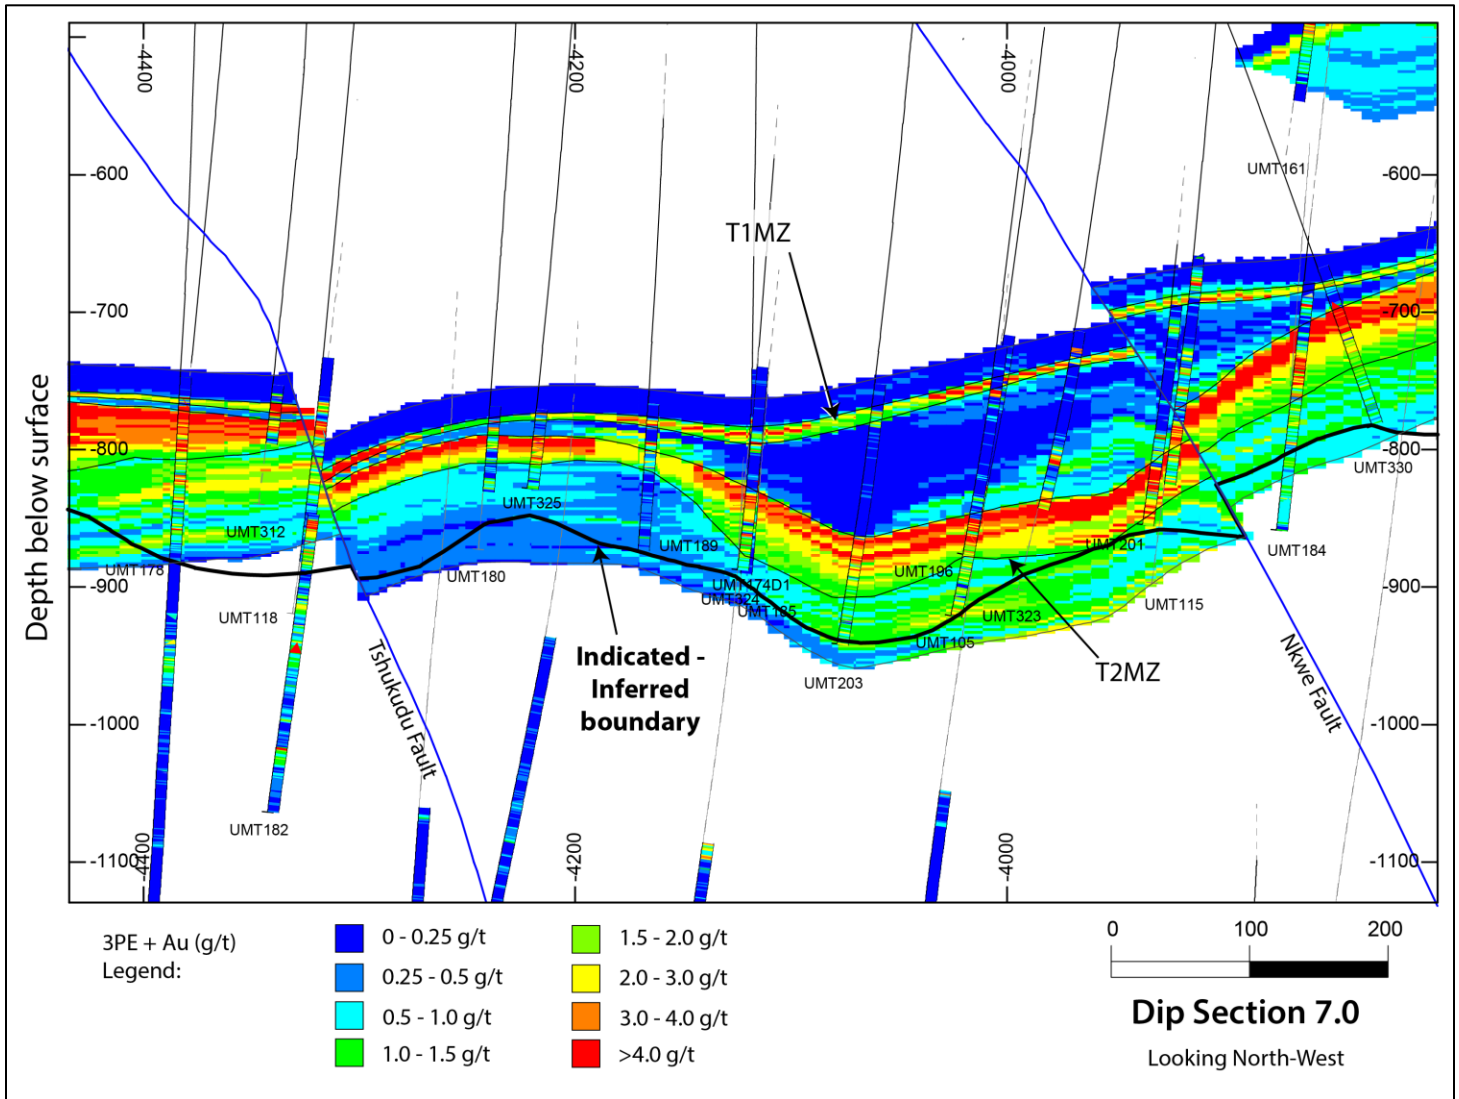 -4400
-4200
-4000
-600
UMT161
-600
T1MZ
-700
-700
-800
-800
UMT330
UMT325
UMT312
UMT189
UMT201
UMT184
UMT178
UMT180
UMT196
-900
UMT174D1
-900
UMT324
UMT185
UMT115
UMT118
UMT323
UMT105
Indicated -
Inferred
boundary
T2MZ
UMT203
Tshukudu Fault
Nkwe Fault
Depth below surface
-1000
-1000
UMT182
-1100
-1100
-4400
-4200
-4000
3PE + Au (g/t)
Legend:
0 - 0.25 g/t
0.25 - 0.5 g/t
0.5 - 1.0 g/t
1.0 - 1.5 g/t
1.5 - 2.0 g/t
2.0 - 3.0 g/t
3.0 - 4.0 g/t
>4.0 g/t
0 100 200
Dip Section 7.0
Looking North-West